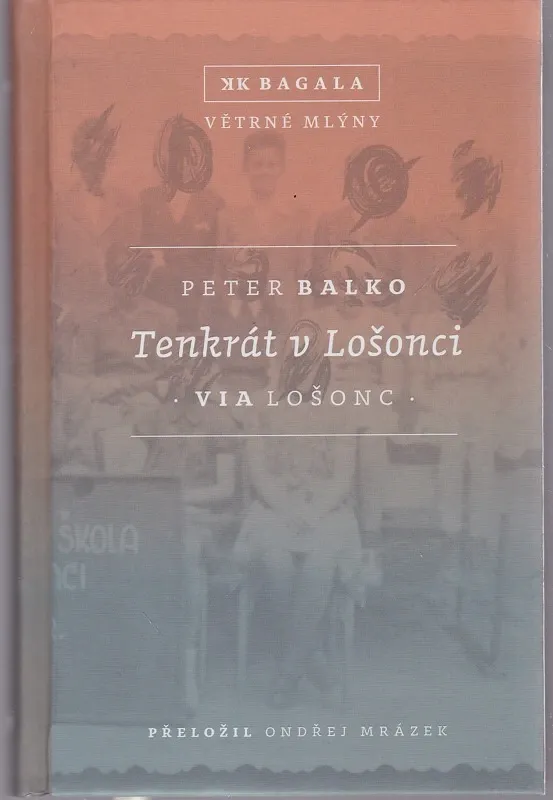 KK BAGALA
VĚTRNÉ MLÝNY
PETER BALKO
Tenkrát v Lošonci
· VIA LOŠONC ·
ŠKOLA
NCI
PŘELOŽIL ONDŘEJ MRÁZEK